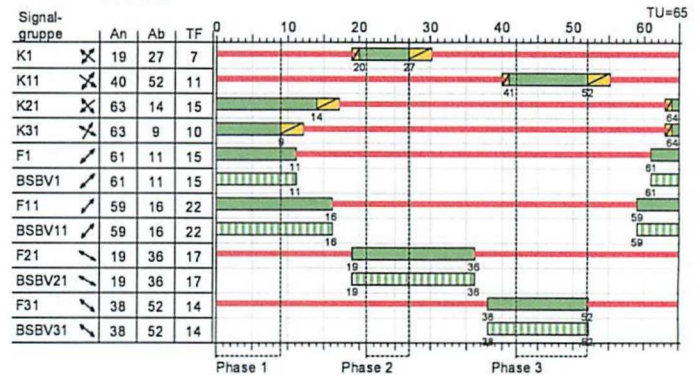 TU=65
Signal-
gruppe An Ab TF 0 10 20 30 40 50 60
K1 19 27 7 20 27
K11 40 52 11 41 52
K21 63 14 15 14 64
K31 63 9 10 9 64
F1 61 11 15 11 61
BSBV1 61 11 15 11 61
F11 59 16 22 16 59
BSBV11 59 16 22 16 59
F21 19 36 17 19 36
BSBV21 19 36 17 19 36
F31 38 52 14 38 52
BSBV31 38 52 14 38 52
Phase 1 Phase 2 Phase 3